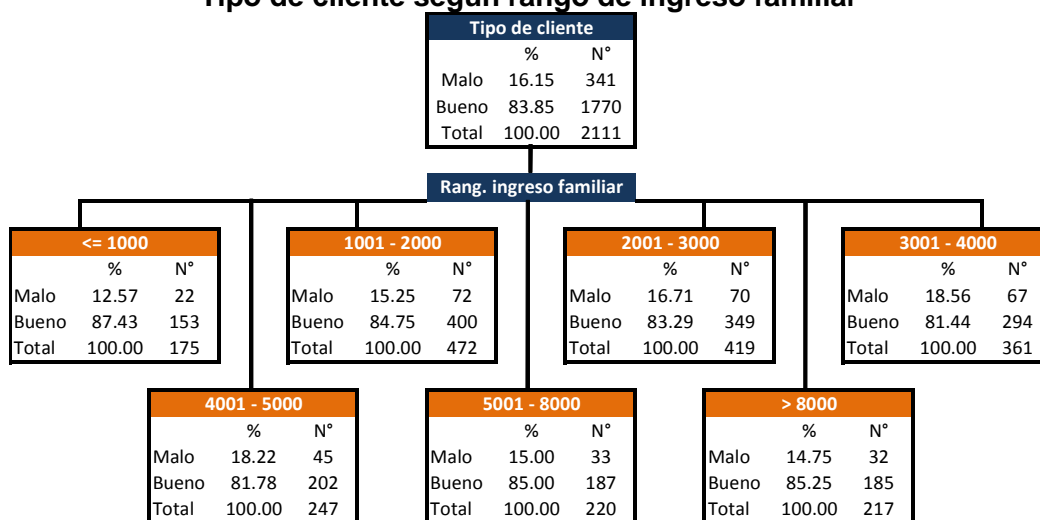 Tipo de cliente según rango de ingreso familiar
Tipo de cliente
% N°
Malo 16.15 341
Bueno 83.85 1770
Total 100.00 2111
Rang. ingreso familiar
<= 1000
% N°
Malo 12.57 22
Bueno 87.43 153
Total 100.00 175
1001 - 2000
% N°
Malo 15.25 72
Bueno 84.75 400
Total 100.00 472
2001 - 3000
% N°
Malo 16.71 70
Bueno 83.29 349
Total 100.00 419
3001 - 4000
% N°
Malo 18.56 67
Bueno 81.44 294
Total 100.00 361
4001 - 5000
% N°
Malo 18.22 45
Bueno 81.78 202
Total 100.00 247
5001 - 8000
% N°
Malo 15.00 33
Bueno 85.00 187
Total 100.00 220
> 8000
% N°
Malo 14.75 32
Bueno 85.25 185
Total 100.00 217